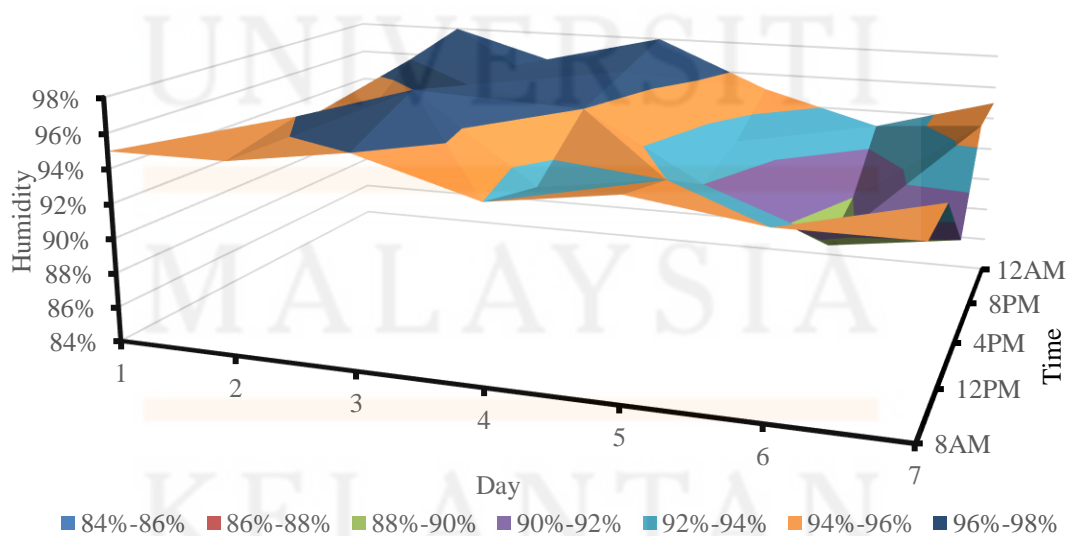 UNIVERSITI
MALAYSIA
KELANTAN
98%
96%
94%
92%
90%
88%
86%
84%
Humidity
1
2
3
4
5
6
7
Day
12AM
8PM
4PM
12PM
8AM
Time
84%-86%
86%-88%
88%-90%
90%-92%
92%-94%
94%-96%
96%-98%